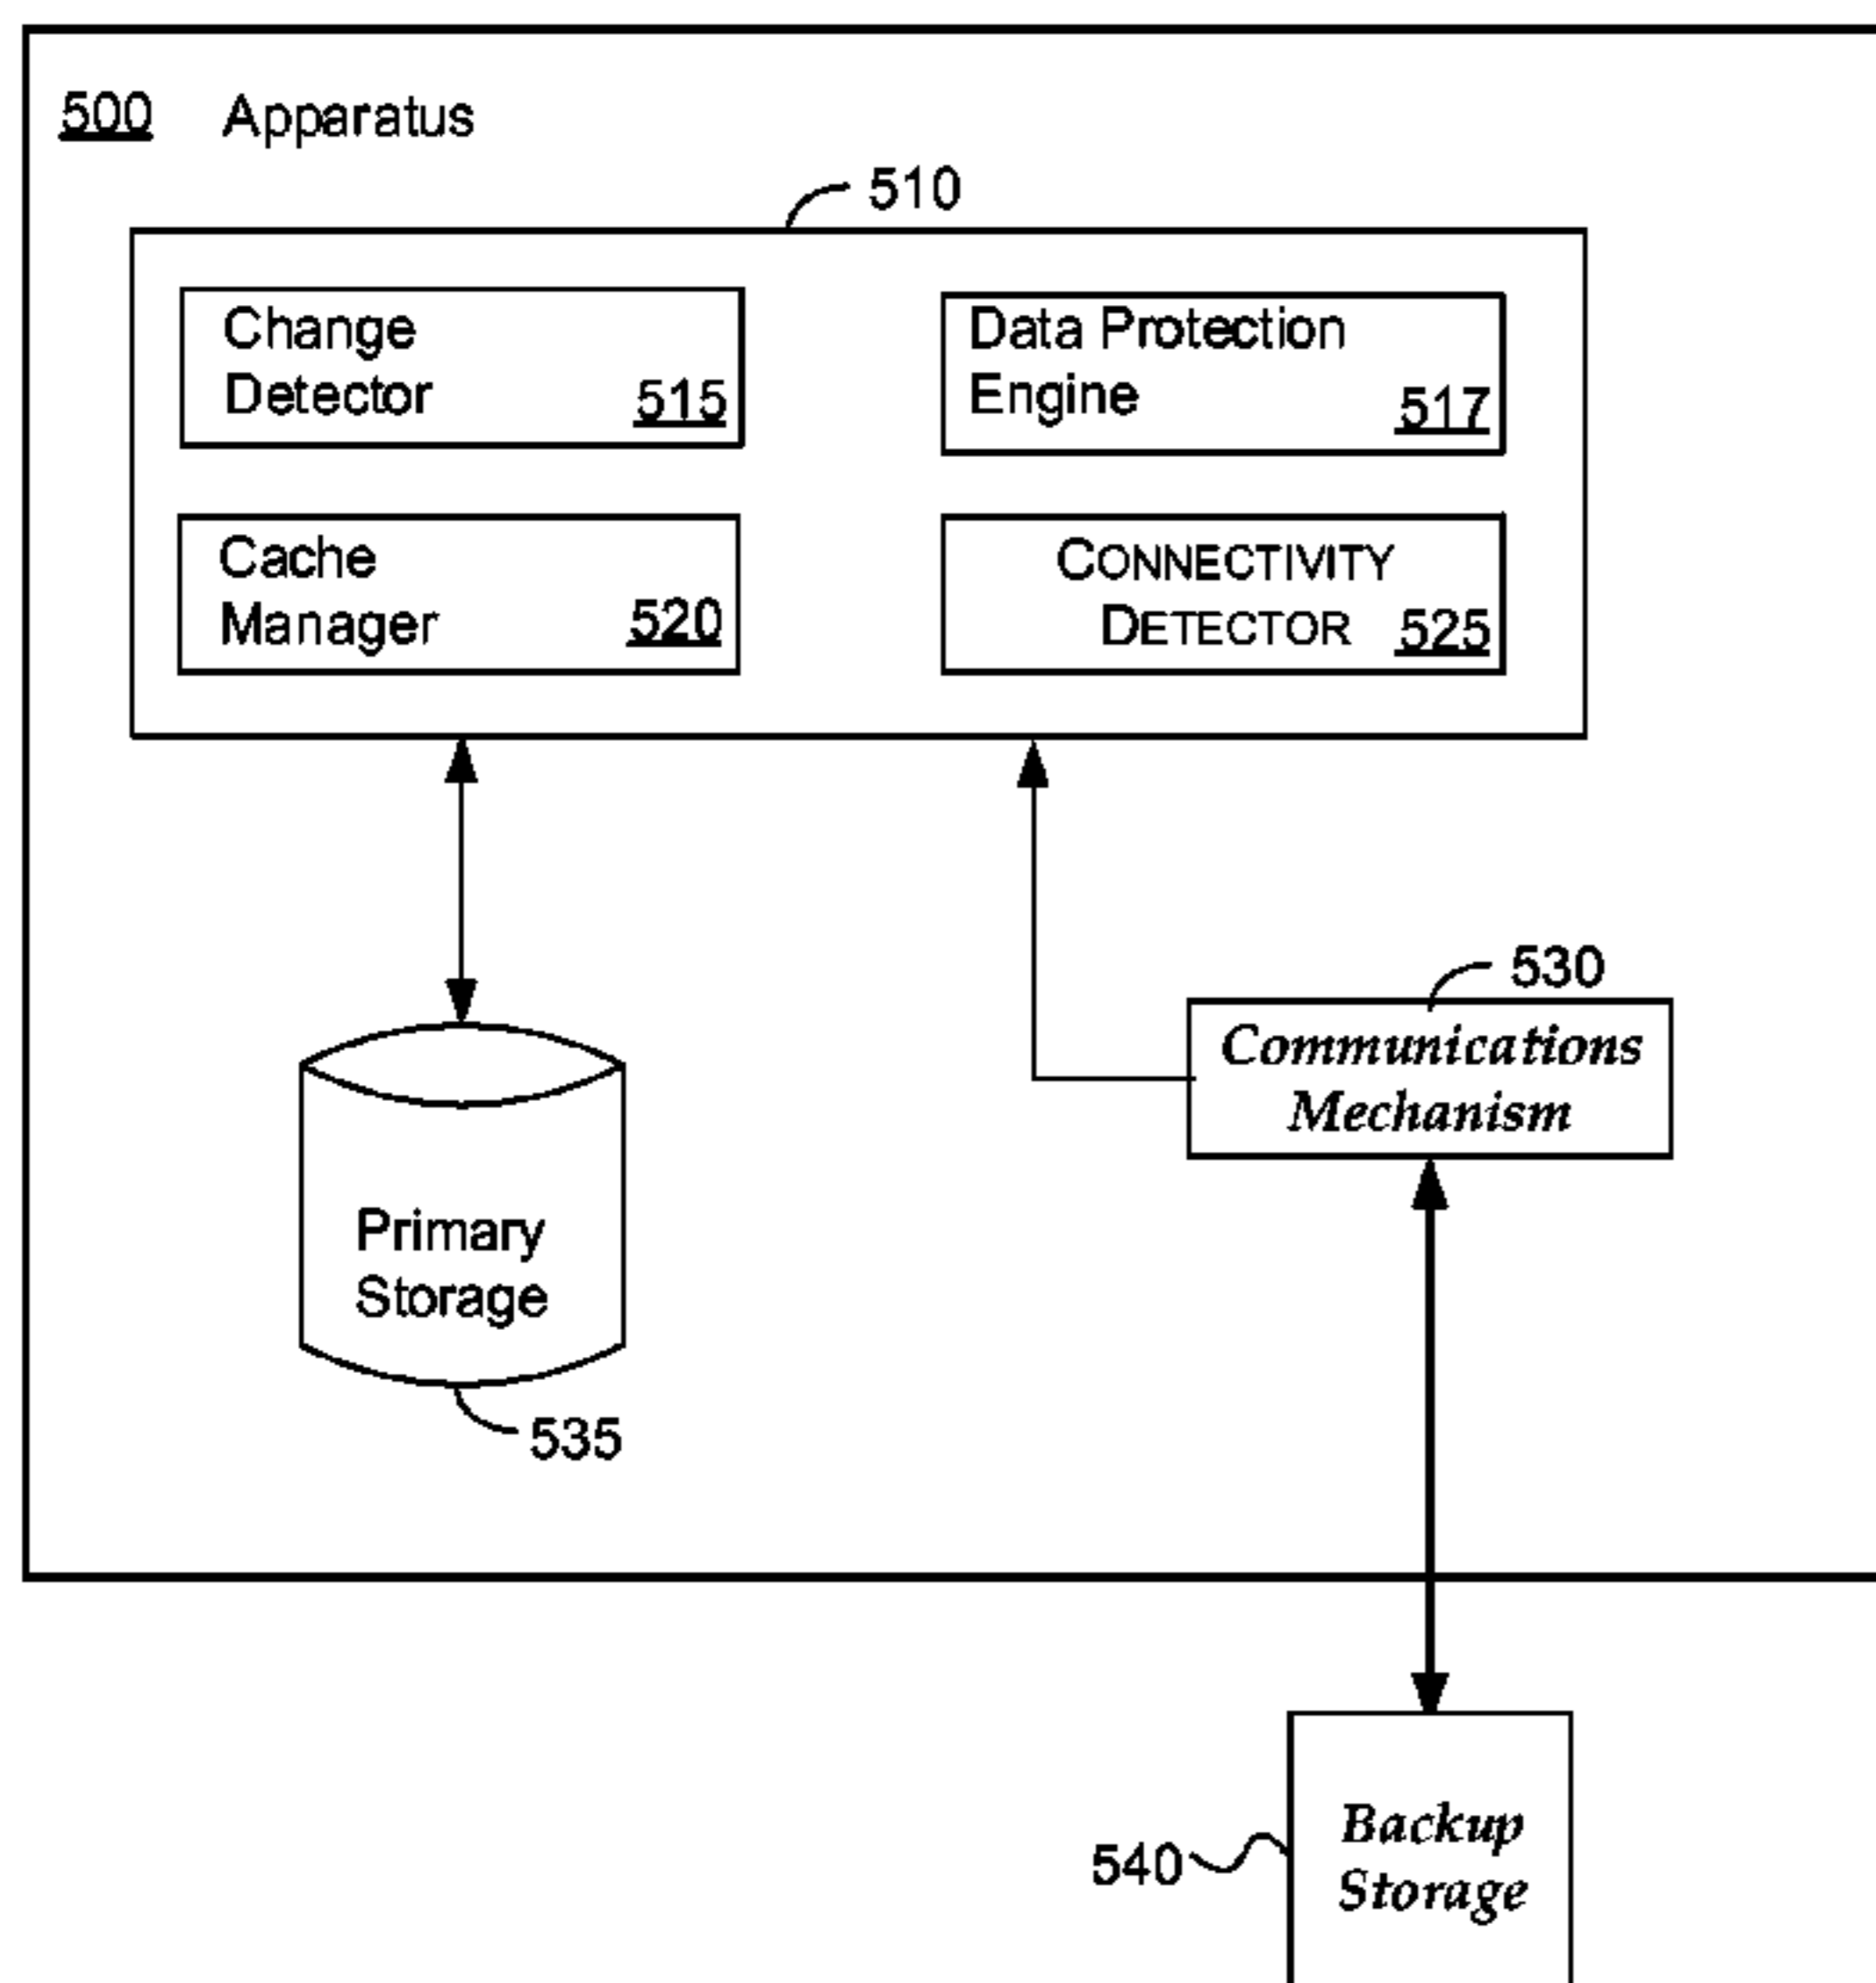 500 Apparatus
510
Change
Detector 515
Data Protection
Engine 517
Cache
Manager 520
CONNECTIVITY
DETECTOR 525
530
Communications
Mechanism
Primary
Storage
535
540
Backup
Storage